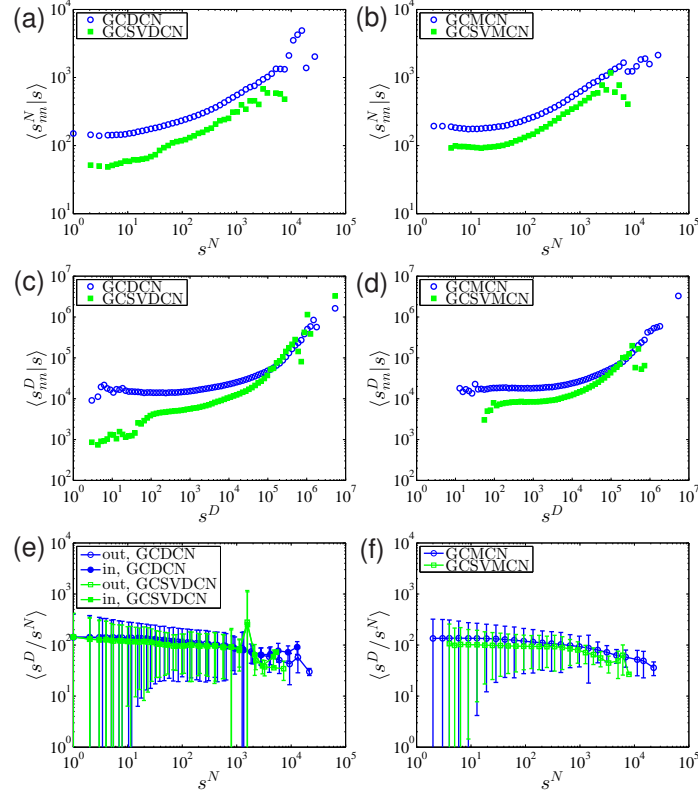 (a)
GCDCN
GCSVDCN
⟨s^N_nn|s⟩
10^4
10^3
10^2
10^1
10^0 10^1 10^2 10^3 10^4 10^5
s^N
(b)
GCMCN
GCSVMCN
⟨s^N_nn|s⟩
10^4
10^3
10^2
10^1
10^0 10^1 10^2 10^3 10^4 10^5
s^N
(c)
GCDCN
GCSVDCN
⟨s^D_nn|s⟩
10^7
10^6
10^5
10^4
10^3
10^2
10^0 10^1 10^2 10^3 10^4 10^5 10^6 10^7
s^D
(d)
GCMCN
GCSVMCN
⟨s^D_nn|s⟩
10^7
10^6
10^5
10^4
10^3
10^2
10^0 10^1 10^2 10^3 10^4 10^5 10^6 10^7
s^D
(e)
out, GCDCN
in, GCDCN
out, GCSVDCN
in, GCSVDCN
⟨s^D/s^N⟩
10^4
10^3
10^2
10^1
10^0
10^0 10^1 10^2 10^3 10^4 10^5
s^N
(f)
GCMCN
GCSVMCN
⟨s^D/s^N⟩
10^4
10^3
10^2
10^1
10^0
10^0 10^1 10^2 10^3 10^4 10^5
s^N